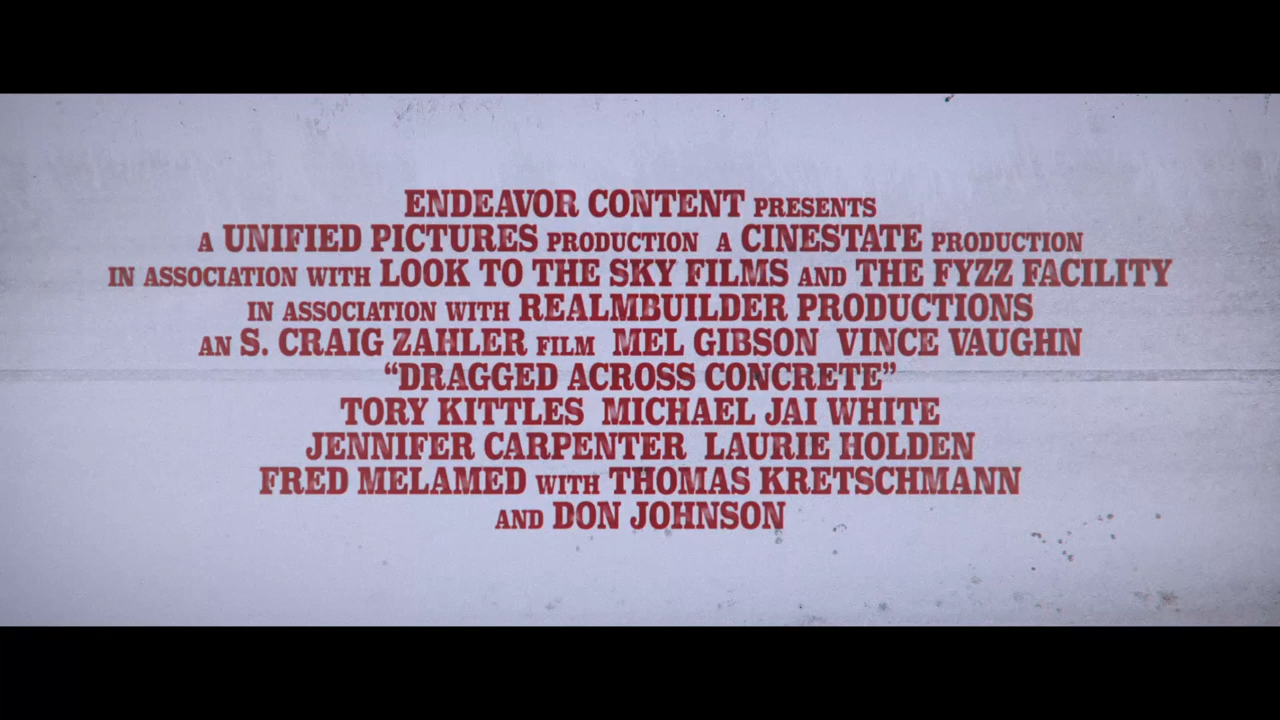 ENDEAVOR CONTENT PRESENTS
A UNIFIED PICTURES PRODUCTION A CINESTATE PRODUCTION
IN ASSOCIATION WITH LOOK TO THE SKY FILMS AND THE FYZZ FACILITY
IN ASSOCIATION WITH REALMBUILDER PRODUCTIONS
AN S. CRAIG ZAHLER FILM MEL GIBSON VINCE VAUGHN
“DRAGGED ACROSS CONCRETE”
TORY KITTLES MICHAEL JAI WHITE
JENNIFER CARPENTER LAURIE HOLDEN
FRED MELAMED WITH THOMAS KRETSCHMANN
AND DON JOHNSON